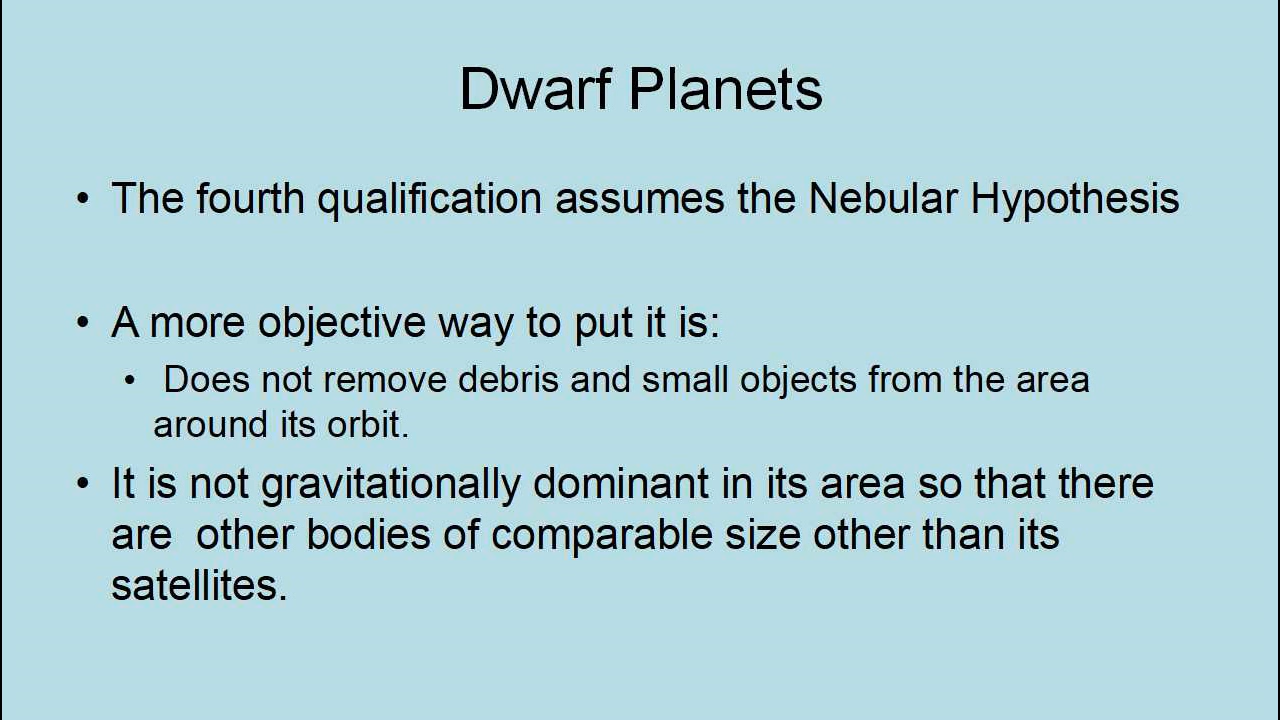 Dwarf Planets
• The fourth qualification assumes the Nebular Hypothesis
• A more objective way to put it is:
• Does not remove debris and small objects from the area
around its orbit.
• It is not gravitationally dominant in its area so that there
are  other bodies of comparable size other than its
satellites.